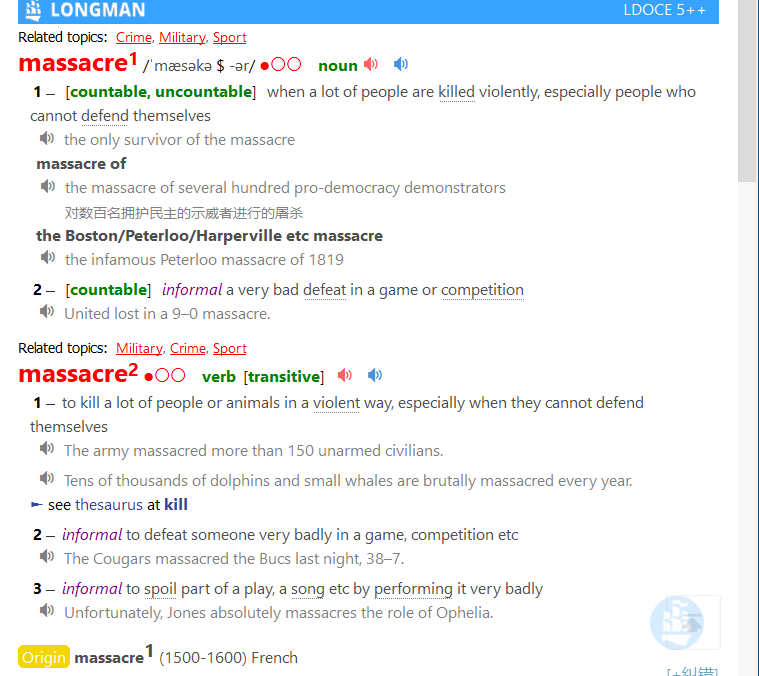 LONGMAN LDOCE 5++
Related topics: Crime, Military, Sport
massacre1 /ˈmæsəkə $ -ər/ ●○○ noun
1 – [countable, uncountable] when a lot of people are killed violently, especially people who
cannot defend themselves
the only survivor of the massacre
massacre of
the massacre of several hundred pro-democracy demonstrators
对数百名拥护民主的示威者进行的屠杀
the Boston/Peterloo/Harperville etc massacre
the infamous Peterloo massacre of 1819
2 – [countable] informal a very bad defeat in a game or competition
United lost in a 9–0 massacre.
Related topics: Military, Crime, Sport
massacre2 ●○○ verb [transitive]
1 – to kill a lot of people or animals in a violent way, especially when they cannot defend
themselves
The army massacred more than 150 unarmed civilians.
Tens of thousands of dolphins and small whales are brutally massacred every year.
► see thesaurus at kill
2 – informal to defeat someone very badly in a game, competition etc
The Cougars massacred the Bucs last night, 38–7.
3 – informal to spoil part of a play, a song etc by performing it very badly
Unfortunately, Jones absolutely massacres the role of Ophelia.
Origin massacre1 (1500-1600) French
[+纠错]